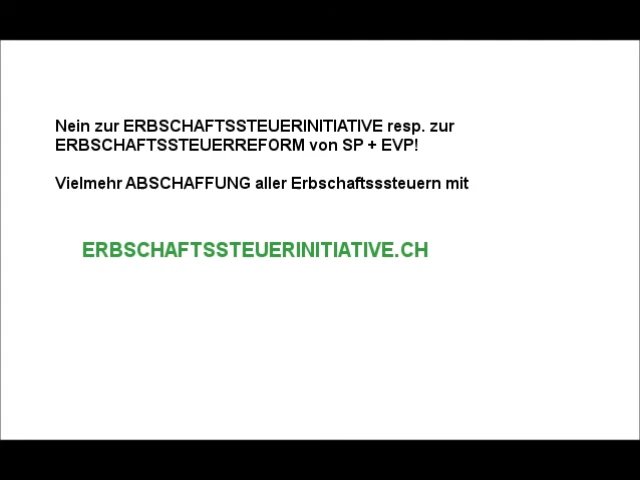 Nein zur ERBSCHAFTSSTEUERINITIATIVE resp. zur
ERBSCHAFTSSTEUERREFORM von SP + EVP!
Vielmehr ABSCHAFFUNG aller Erbschaftsssteuern mit
ERBSCHAFTSSTEUERINITIATIVE.CH